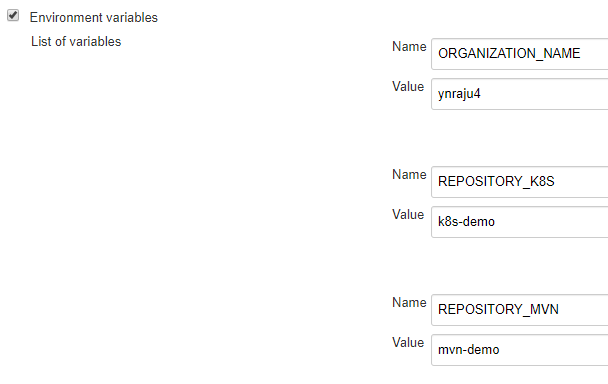 Environment variables
List of variables
Name ORGANIZATION_NAME
Value ynraju4
Name REPOSITORY_K8S
Value k8s-demo
Name REPOSITORY_MVN
Value mvn-demo